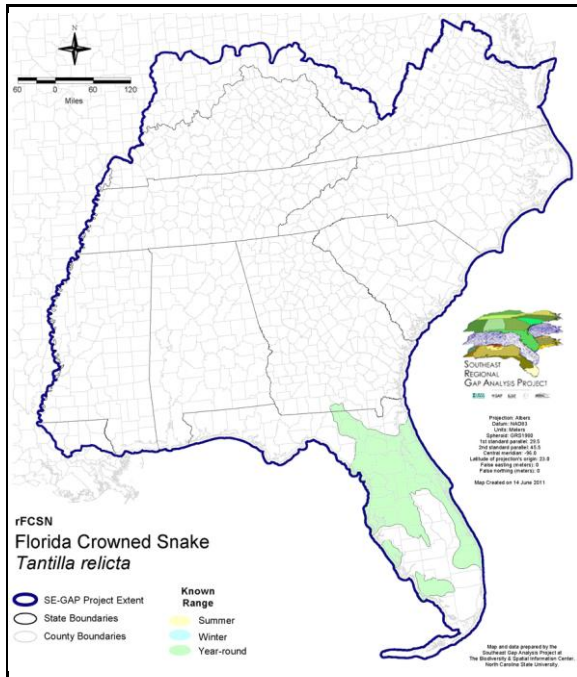 N
60 0 60 120
Miles
SOUTHEAST
REGIONAL
GAP ANALYSIS PROJECT
Projection: Albers
Datum: NAD83
Units: Meters
Spheroid: GRS1980
1st standard parallel: 29.5
2nd standard parallel: 45.5
Central meridian: -96.0
Latitude of projection's origin: 23.0
False easting (meters): 0
False northing (meters): 0
Map Created on 14 June 2011
rFCSN
Florida Crowned Snake
Tantilla relicta
SE-GAP Project Extent
State Boundaries
County Boundaries
Known
Range
Summer
Winter
Year-round
Map and data prepared by the
Southeast Gap Analysis Project at
The Biodiversity & Spatial Information Center,
North Carolina State University.